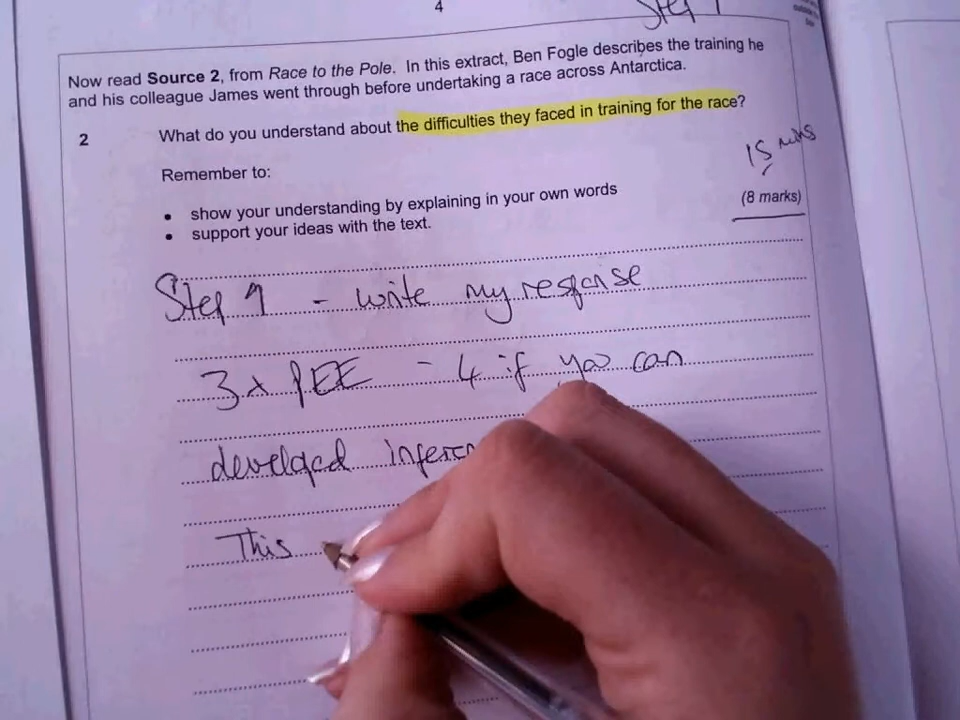 4
Step 1
Now read Source 2, from Race to the Pole. In this extract, Ben Fogle describes the training he
and his colleague James went through before undertaking a race across Antarctica.
2 What do you understand about the difficulties they faced in training for the race?
15 mins
Remember to:
(8 marks)
• show your understanding by explaining in your own words
• support your ideas with the text.
Step 4 - write my response
3 x PEE - 4 if you can
developed
This